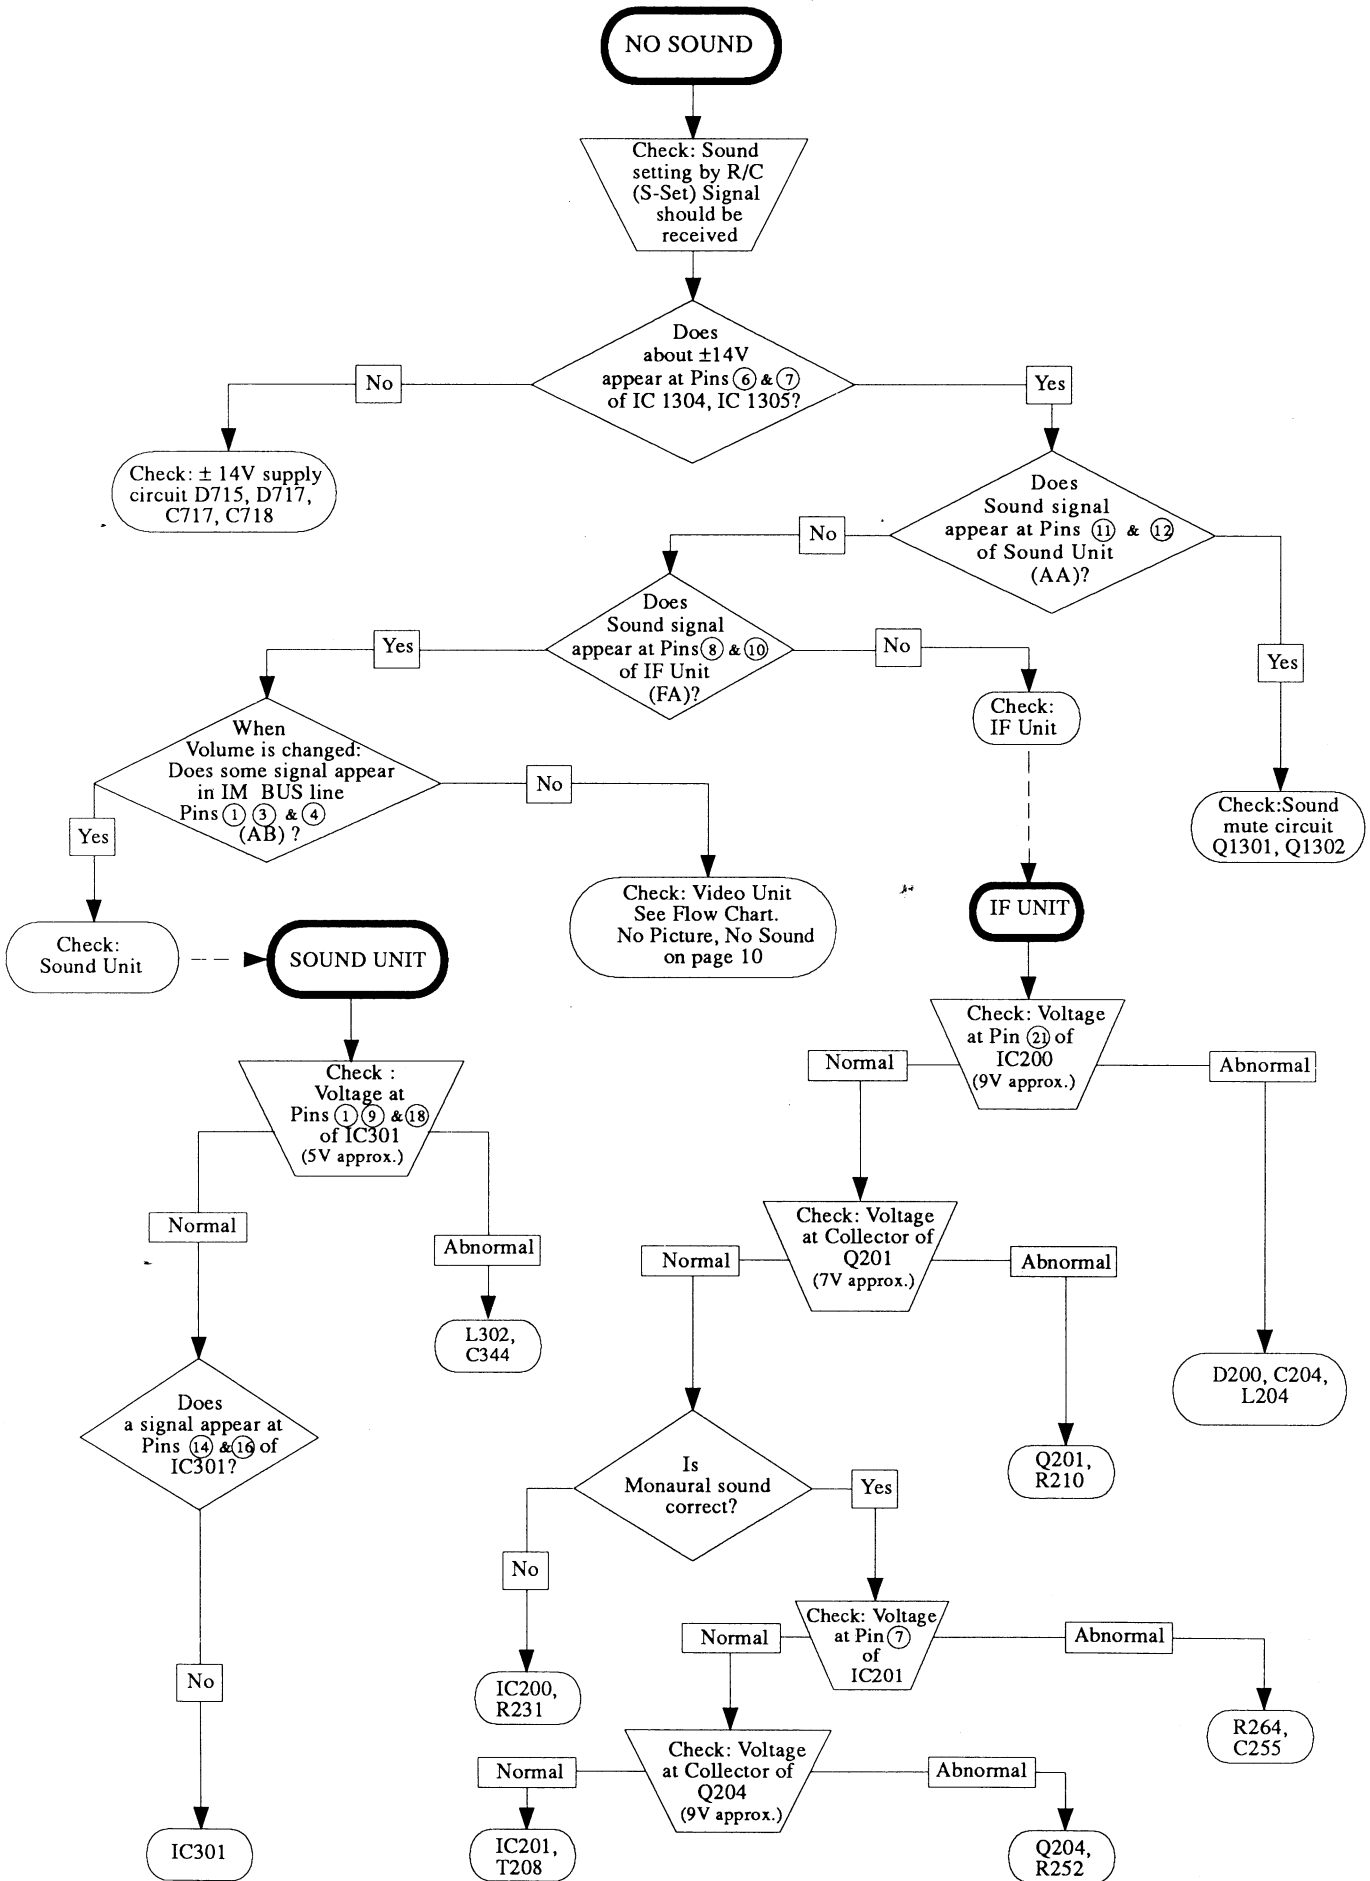 NO SOUND
Check: Sound
setting by R/C
(S-Set) Signal
should be
received
Does
about ±14V
appear at Pins ⑥ & ⑦
of IC 1304, IC 1305?
No
Yes
Check: ± 14V supply
circuit D715, D717,
C717, C718
Does
Sound signal
appear at Pins ⑪ & ⑫
of Sound Unit
(AA)?
No
Yes
Does
Sound signal
appear at Pins ⑧ & ⑩
of IF Unit
(FA)?
Yes
No
Check:
IF Unit
Check:Sound
mute circuit
Q1301, Q1302
When
Volume is changed:
Does some signal appear
in IM BUS line
Pins ① ③ & ④
(AB) ?
Yes
No
Check: Video Unit
See Flow Chart.
No Picture, No Sound
on page 10
Check:
Sound Unit
SOUND UNIT
Check :
Voltage at
Pins ① ⑨ & ⑱
of IC301
(5V approx.)
Normal
Abnormal
L302,
C344
Does
a signal appear at
Pins ⑭ & ⑯ of
IC301?
No
IC301
IF UNIT
Check: Voltage
at Pin ㉑ of
IC200
(9V approx.)
Normal
Abnormal
D200, C204,
L204
Check: Voltage
at Collector of
Q201
(7V approx.)
Normal
Abnormal
Q201,
R210
Is
Monaural sound
correct?
Yes
No
IC200,
R231
Check: Voltage
at Pin ⑦
of
IC201
Normal
Abnormal
R264,
C255
Check: Voltage
at Collector of
Q204
(9V approx.)
Normal
Abnormal
IC201,
T208
Q204,
R252